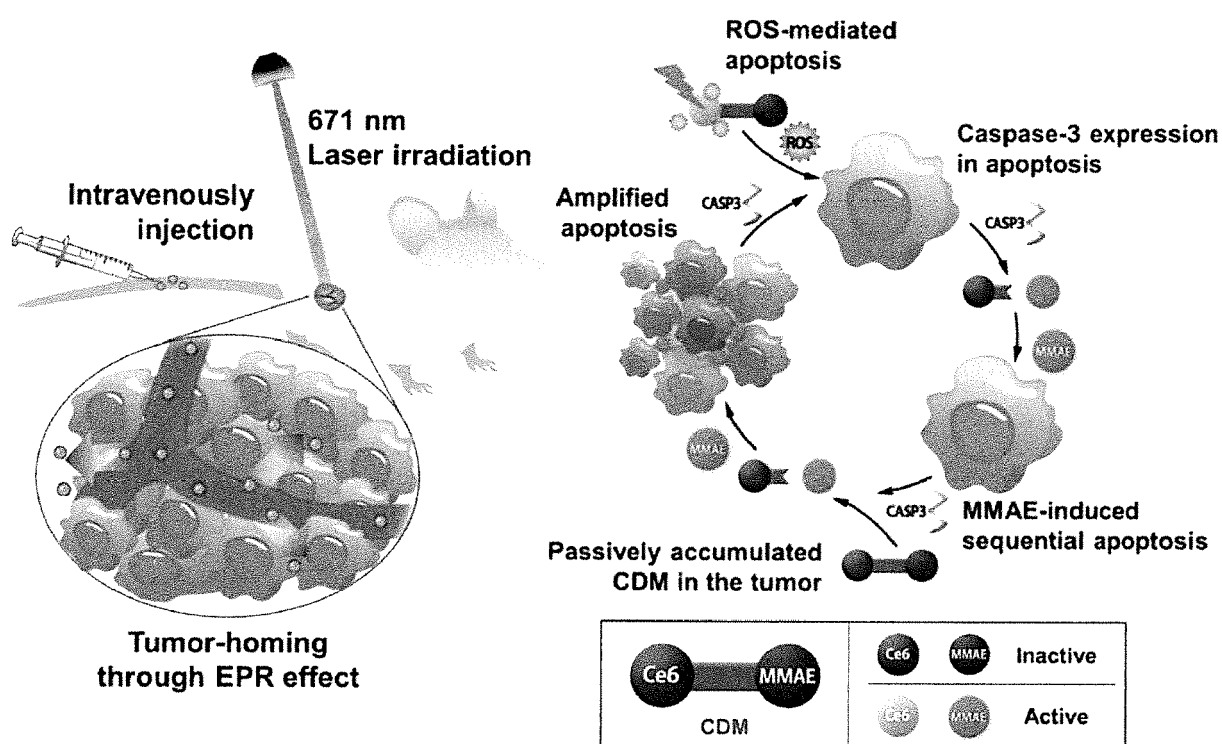 671 nm
Laser irradiation
Intravenously
injection
Tumor-homing
through EPR effect
ROS-mediated
apoptosis
ROS
Caspase-3 expression
in apoptosis
CASP3
Amplified
apoptosis
CASP3
MMAE
MMAE
CASP3
MMAE-induced
sequential apoptosis
Passively accumulated
CDM in the tumor
Ce6
MMAE
CDM
Ce6
MMAE
Inactive
Ce6
MMAE
Active